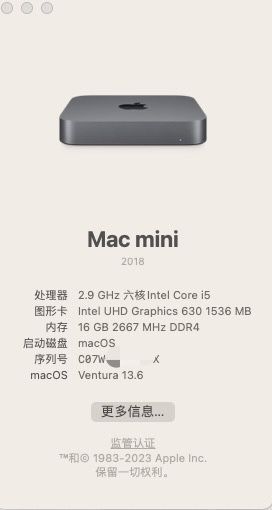 Mac mini
2018
处理器 2.9 GHz 六核Intel Core i5
图形卡 Intel UHD Graphics 630 1536 MB
内存 16 GB 2667 MHz DDR4
启动磁盘 macOS
序列号 C07W X
macOS Ventura 13.6
更多信息...
监管认证
™和© 1983-2023 Apple Inc.
保留一切权利。